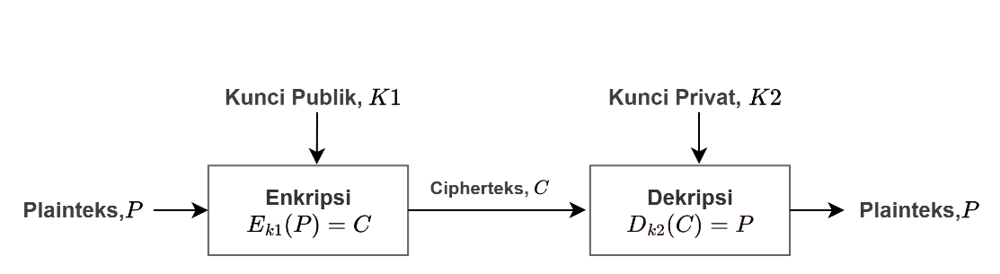 Kunci Publik, K1
Kunci Privat, K2
Plainteks,P
Enkripsi
E_{k1}(P) = C
Cipherteks, C
Dekripsi
D_{k2}(C) = P
Plainteks,P